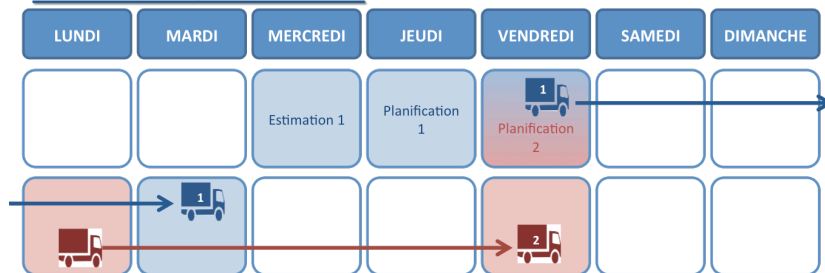 LUNDI MARDI MERCREDI JEUDI VENDREDI SAMEDI DIMANCHE
1
Estimation 1
Planification
1
Planification
2
1
2